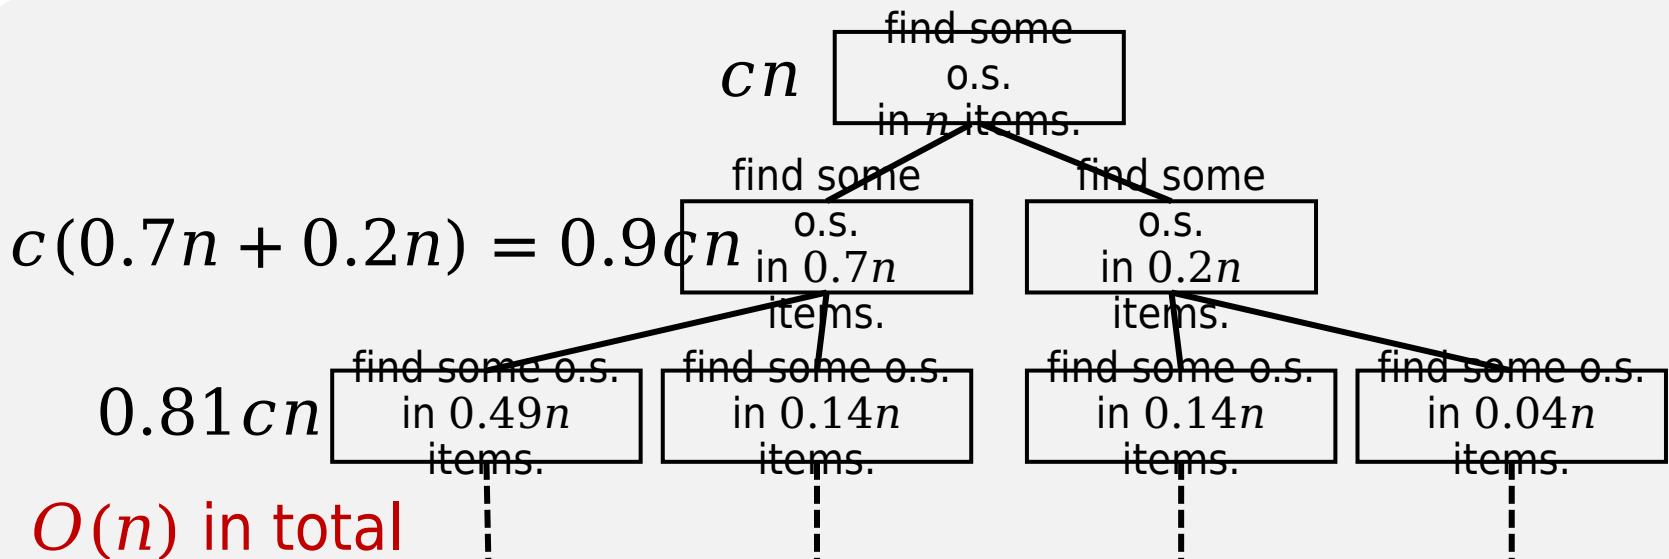 find some
o.s.
in n items.
cn
find some
o.s.
in 0.7n
items.
find some
o.s.
in 0.2n
items.
c(0.7n + 0.2n) = 0.9cn
find some o.s.
in 0.49n
items.
find some o.s.
in 0.14n
items.
find some o.s.
in 0.14n
items.
find some o.s.
in 0.04n
items.
0.81cn
O(n) in total